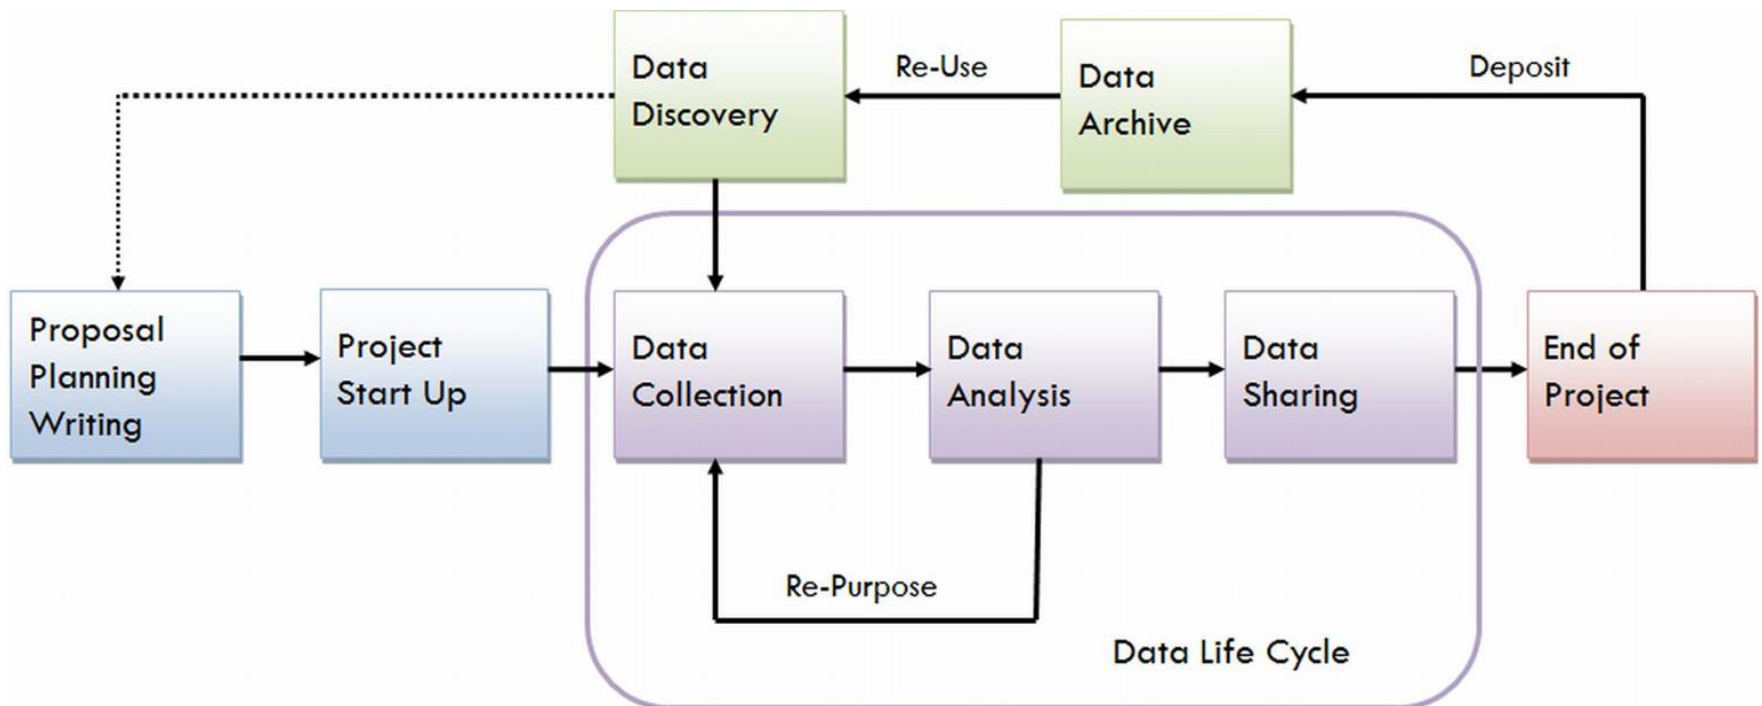 Data
Discovery
Re-Use
Data
Archive
Deposit
Proposal
Planning
Writing
Project
Start Up
Data
Collection
Data
Analysis
Data
Sharing
End of
Project
Re-Purpose
Data Life Cycle